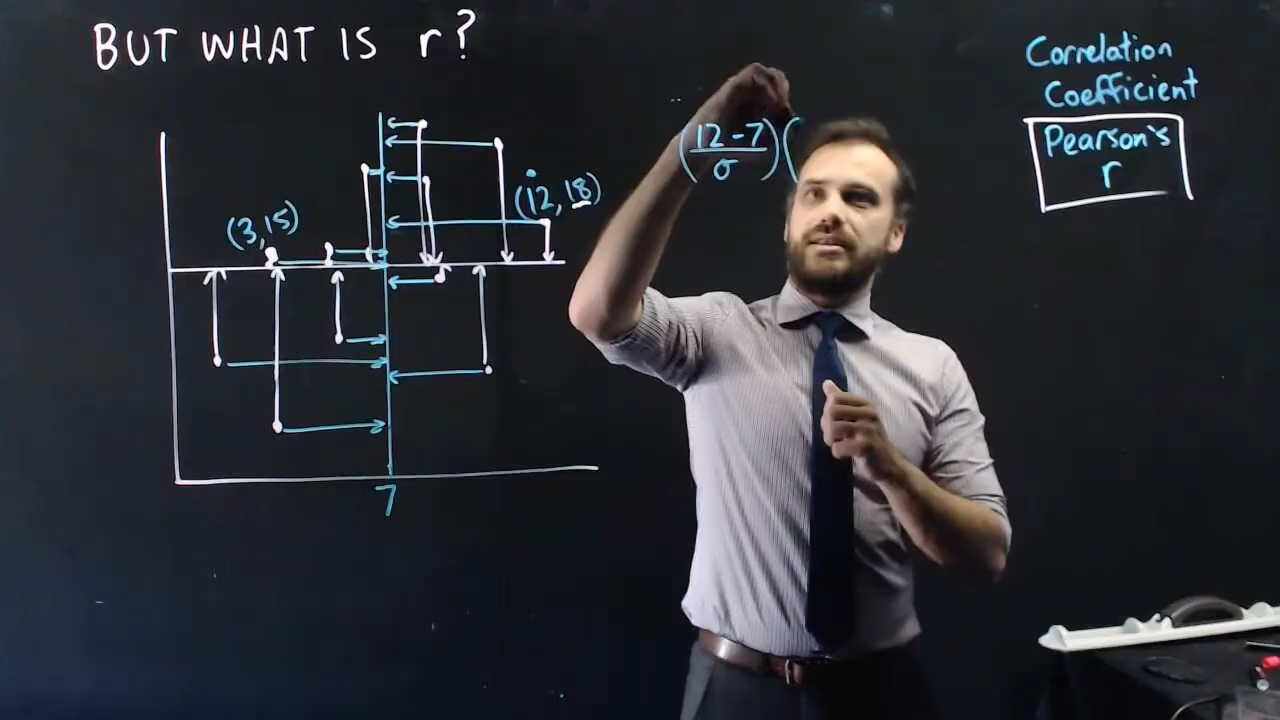 BUT WHAT IS r?
Correlation
Coefficient
Pearson's
r
(12-7)(
σ
(12, 18)
(3, 15)
7